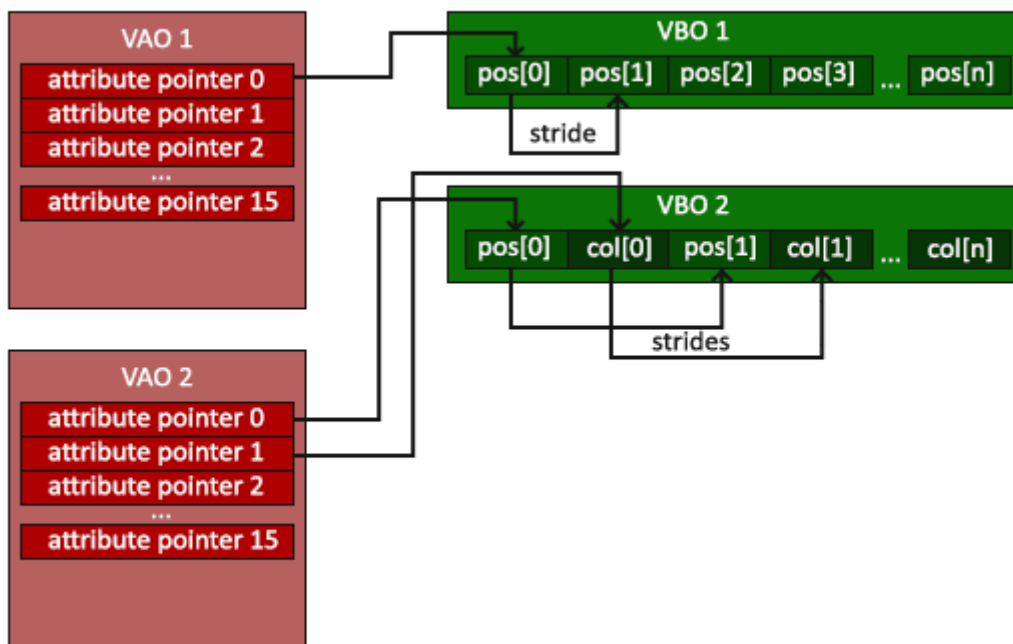 VAO 1
attribute pointer 0
attribute pointer 1
attribute pointer 2
...
attribute pointer 15
VBO 1
pos[0] pos[1] pos[2] pos[3] ... pos[n]
stride
VBO 2
pos[0] col[0] pos[1] col[1] ... col[n]
strides
VAO 2
attribute pointer 0
attribute pointer 1
attribute pointer 2
...
attribute pointer 15